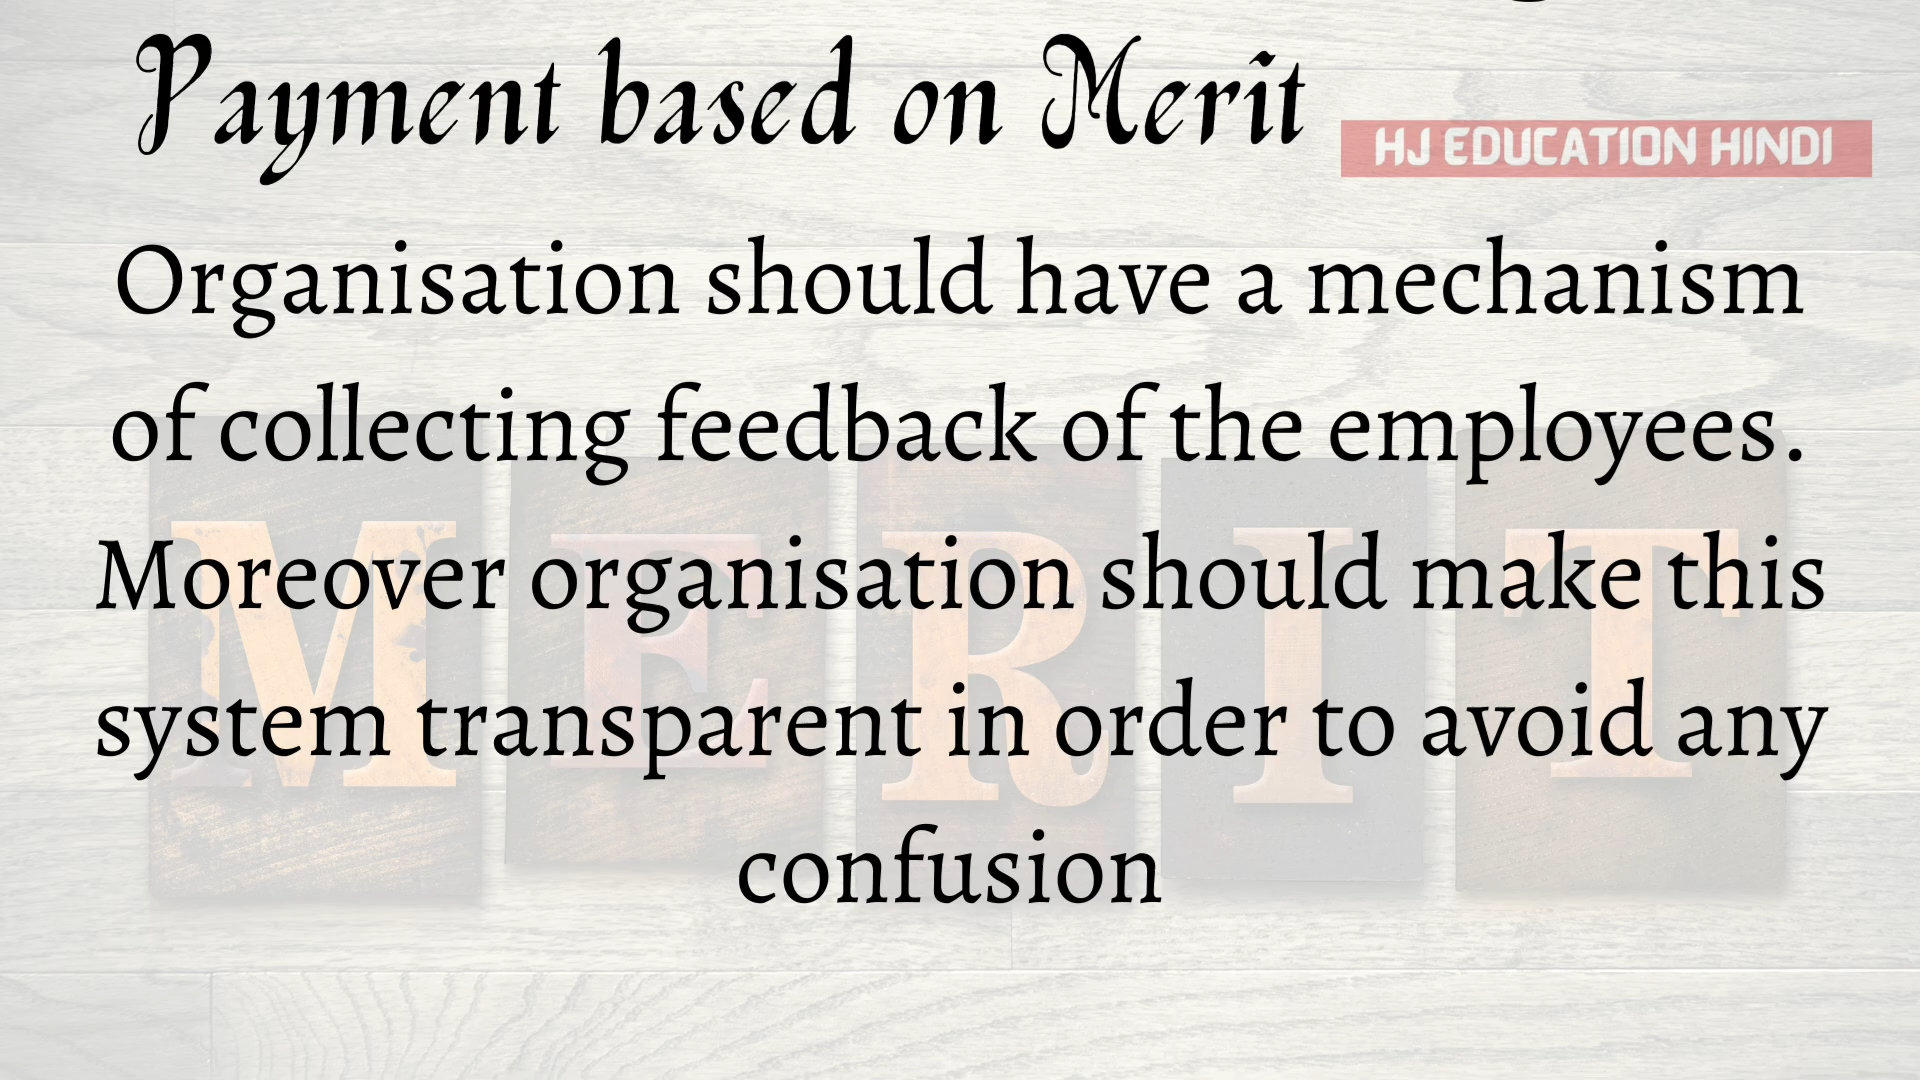 Payment based on Merit
HJ EDUCATION HINDI
Organisation should have a mechanism
of collecting feedback of the employees.
Moreover organisation should make this
system transparent in order to avoid any
confusion
MERIT